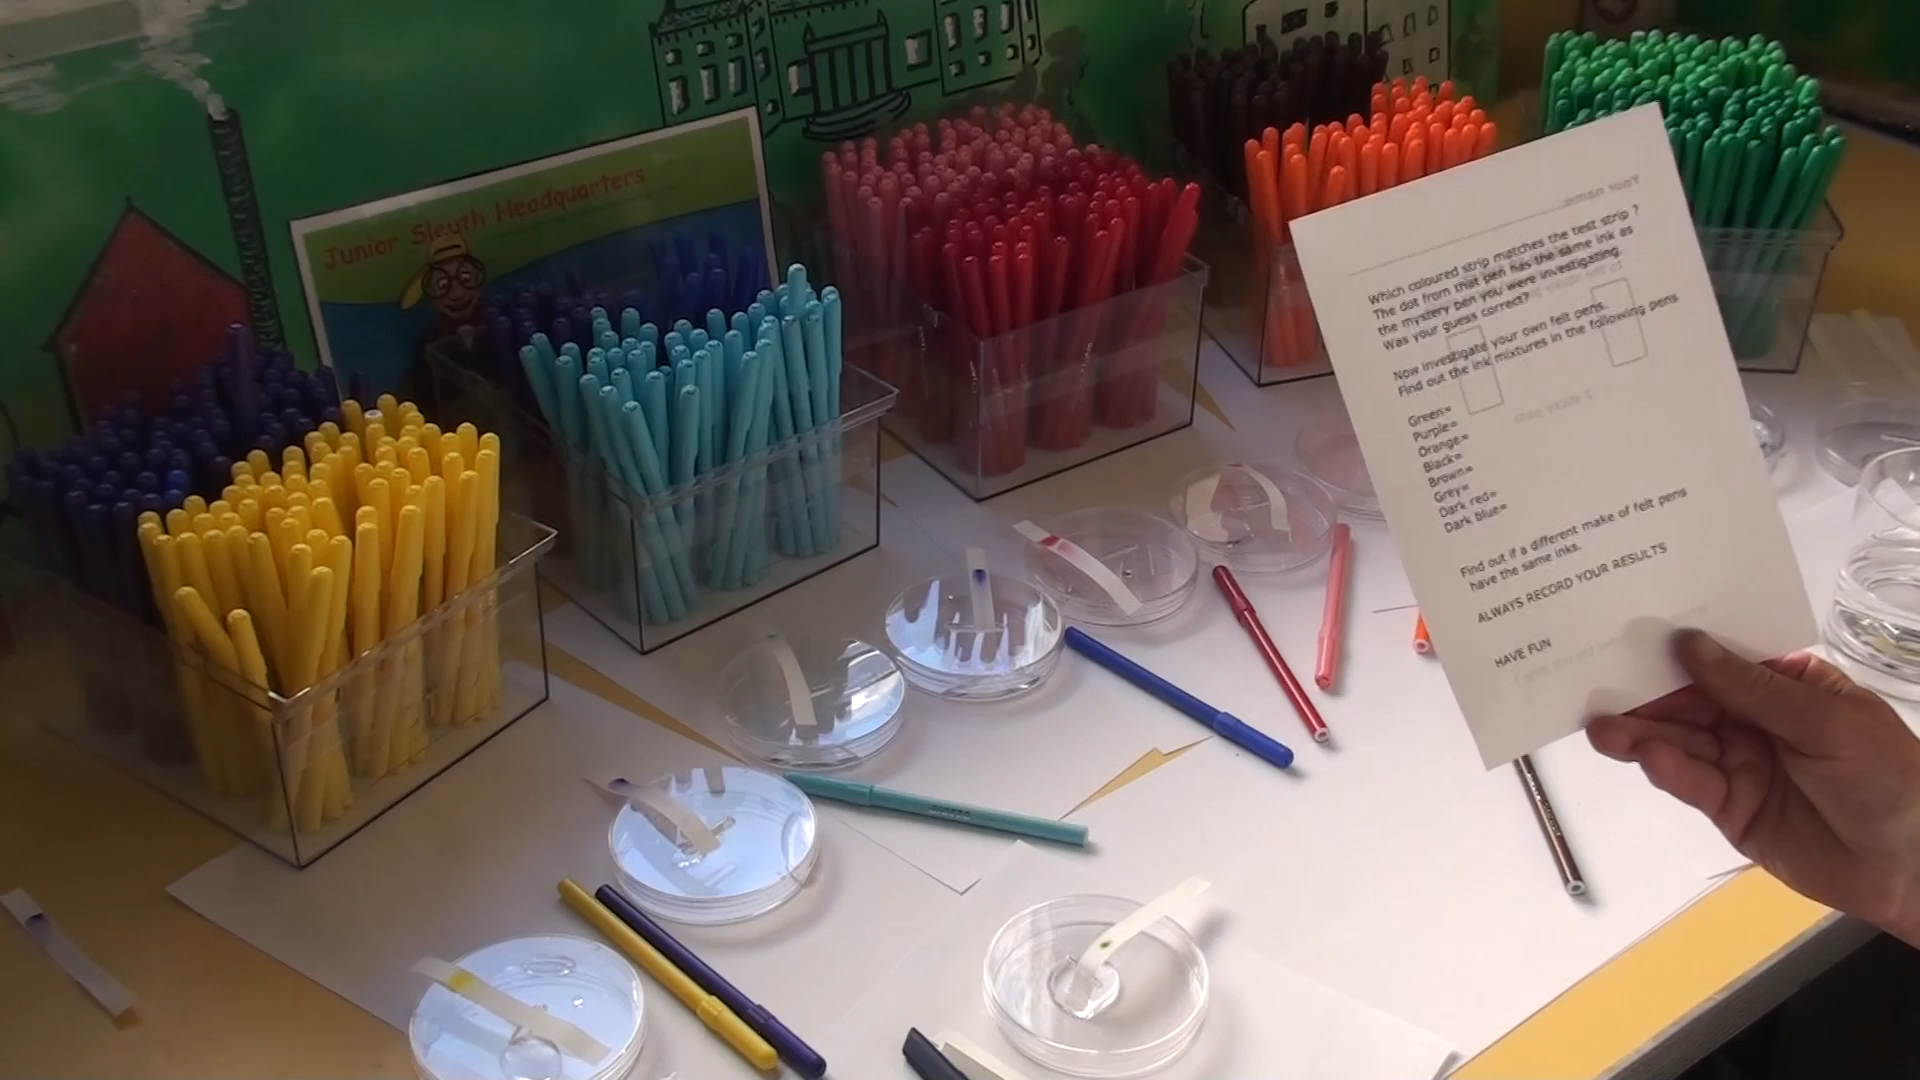 Junior Sleuth Headquarters
Which coloured strip matches the test strip ?
The dot from that pen has the same ink as
the mystery pen you were investigating.
Was your guess correct?
Now investigate your own felt pens.
Find out the ink mixtures in the following pens
Green=
Purple=
Orange=
Black=
Brown=
Grey=
Dark red=
Dark blue=
Find out if a different make of felt pens
have the same inks.
ALWAYS RECORD YOUR RESULTS
HAVE FUN